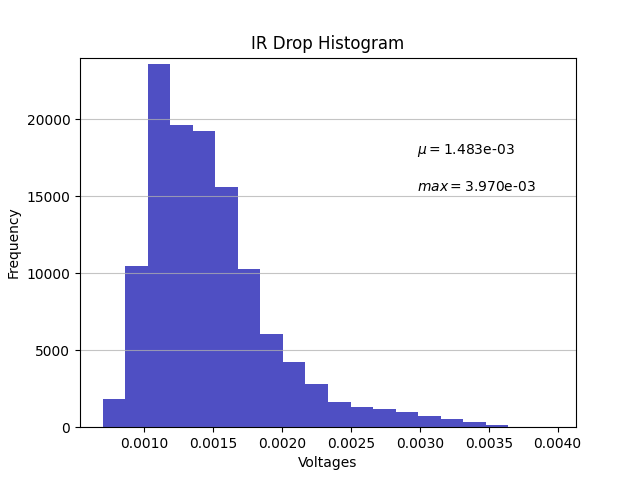 IR Drop Histogram
20000
15000
10000
5000
0
Frequency
μ = 1.483e-03
max = 3.970e-03
0.0010 0.0015 0.0020 0.0025 0.0030 0.0035 0.0040
Voltages